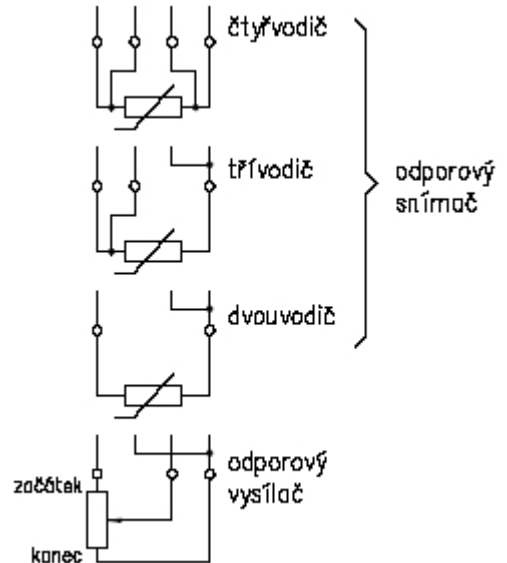 čtyřvodič
třívodič
odporový
snímač
dvouvodič
odporový
vysílač
začátek
konec